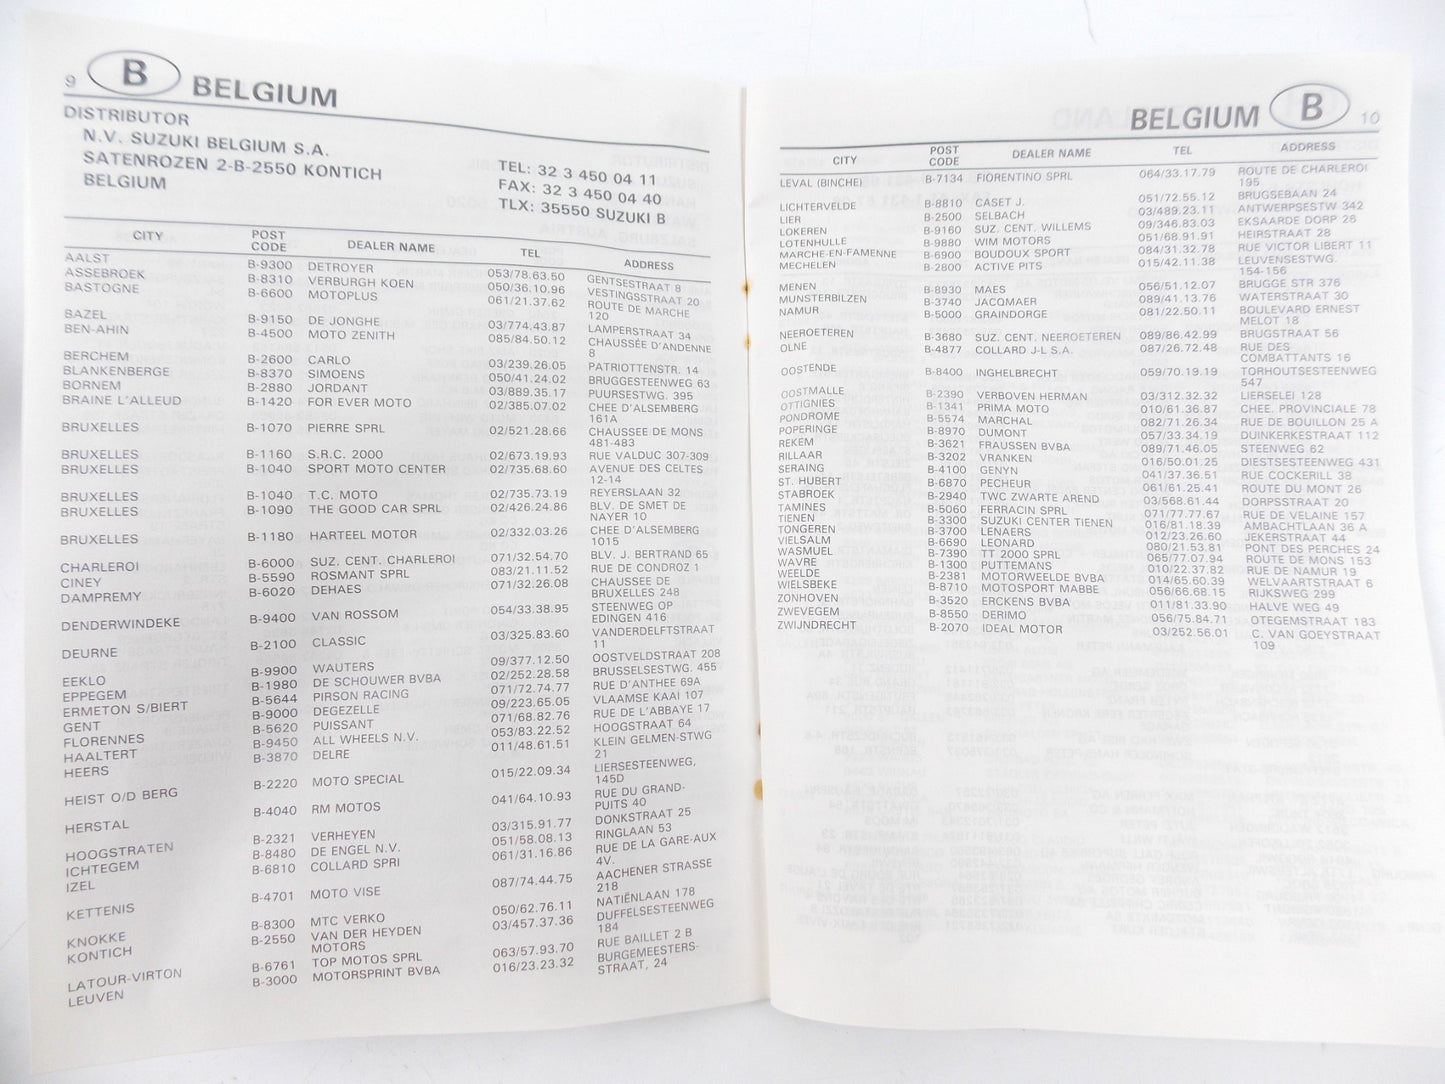 9 B BELGIUM
DISTRIBUTOR
N.V. SUZUKI BELGIUM S.A.
SATENROZEN 2-B-2550 KONTICH
BELGIUM
TEL: 32 3 450 04 11
FAX: 32 3 450 04 40
TLX: 35550 SUZUKI B
CITY POST CODE DEALER NAME TEL ADDRESS
AALST B-9300 DETROYER 053/78.63.50 GENTSESTRAAT 8
ASSEBROEK B-8310 VERBURGH KOEN 050/36.10.96 VESTINGSSTRAAT 20
BASTOGNE B-6600 MOTOPLUS 061/21.37.62 ROUTE DE MARCHE
120
BAZEL B-9150 DE JONGHE 03/774.43.87 LAMPERSTRAAT 34
BEN-AHIN B-4500 MOTO ZENITH 085/84.50.12 CHAUSSÉE D'ANDENNE
8
BERCHEM B-2600 CARLO 03/239.26.05 PATRIOTTENSTR. 14
BLANKENBERGE B-8370 SIMOENS 050/41.24.02 BRUGGESTEENWEG 63
BORNEM B-2880 JORDANT 03/889.35.17 PUURSESTWG. 395
BRAINE L'ALLEUD B-1420 FOR EVER MOTO 02/385.07.02 CHEE D'ALSEMBERG
161A
BRUXELLES B-1070 PIERRE SPRL 02/521.28.66 CHAUSSEE DE MONS
481-483
BRUXELLES B-1160 S.R.C. 2000 02/673.19.93 RUE VALDUC 307-309
BRUXELLES B-1040 SPORT MOTO CENTER 02/735.68.60 AVENUE DES CELTES
12-14
BRUXELLES B-1040 T.C. MOTO 02/735.73.19 REYERSLAAN 32
BRUXELLES B-1090 THE GOOD CAR SPRL 02/426.24.86 BLV. DE SMET DE
NAYER 10
BRUXELLES B-1180 HARTEEL MOTOR 02/332.03.26 CHEE D'ALSEMBERG
1015
CHARLEROI B-6000 SUZ. CENT. CHARLEROI 071/32.54.70 BLV. J. BERTRAND 65
CINEY B-5590 ROSMANT SPRL 083/21.11.52 RUE DE CONDROZ 1
DAMPREMY B-6020 DEHAES 071/32.26.08 CHAUSSEE DE
BRUXELLES 248
DENDERWINDEKE B-9400 VAN ROSSOM 054/33.38.95 STEENWEG OP
EDINGEN 416
DEURNE B-2100 CLASSIC 03/325.83.60 VANDERDELFTSTRAAT
11
EEKLO B-9900 WAUTERS 09/377.12.50 OOSTVELDSTRAAT 208
EPPEGEM B-1980 DE SCHOUWER BVBA 02/252.28.58 BRUSSELSESTWG. 455
ERMETON S/BIERT B-5644 PIRSON RACING 071/72.74.77 RUE D'ANTHEE 69A
GENT B-9000 DEGEZELLE 09/223.65.05 VLAAMSE KAAI 107
FLORENNES B-5620 PUISSANT 071/68.82.76 RUE DE L'ABBAYE 17
HAALTERT B-9450 ALL WHEELS N.V. 053/83.22.52 HOOGSTRAAT 64
HEERS B-3870 DELRE 011/48.61.51 KLEIN GELMEN-STWG
21
HEIST O/D BERG B-2220 MOTO SPECIAL 015/22.09.34 LIERSESTEENWEG,
145D
HERSTAL B-4040 RM MOTOS 041/64.10.93 RUE DU GRAND-
PUITS 40
HOOGSTRATEN B-2321 VERHEYEN 03/315.91.77 DONKSTRAAT 25
ICHTEGEM B-8480 DE ENGEL N.V. 051/58.08.13 RINGLAAN 53
IZEL B-6810 COLLARD SPRI 061/31.16.86 RUE DE LA GARE-AUX
4V.
KETTENIS B-4701 MOTO VISE 087/74.44.75 AACHENER STRASSE
218
KNOKKE B-8300 MTC VERKO 050/62.76.11 NATIËNLAAN 178
KONTICH B-2550 VAN DER HEYDEN 03/457.37.36 DUFFELSESTEENWEG
MOTORS 184
LATOUR-VIRTON B-6761 TOP MOTOS SPRL 063/57.93.70 RUE BAILLET 2 B
LEUVEN B-3000 MOTORSPRINT BVBA 016/23.23.32 BURGEMEESTERS-
STRAAT, 24
BELGIUM B 10
CITY POST CODE DEALER NAME TEL ADDRESS
LEVAL (BINCHE) B-7134 FIORENTINO SPRL 064/33.17.79 ROUTE DE CHARLEROI
195
LICHTERVELDE B-8810 CASET J. 051/72.55.12 BRUGSEBAAN 24
LIER B-2500 SELBACH 03/489.23.11 ANTWERPSESTW 342
LOKEREN B-9160 SUZ. CENT. WILLEMS 09/346.83.03 EKSAARDE DORP 26
LOTENHULLE B-9880 WIM MOTORS 051/68.91.91 HEIRSTRAAT 28
MARCHE-EN-FAMENNE B-6900 BOUDOUX SPORT 084/31.32.78 RUE VICTOR LIBERT 11
MECHELEN B-2800 ACTIVE PITS 015/42.11.38 LEUVENSESTWG.
154-156
MENEN B-8930 MAES 056/51.12.07 BRUGGE STR 376
MUNSTERBILZEN B-3740 JACQMAER 089/41.13.76 WATERSTRAAT 30
NAMUR B-5000 GRAINDORGE 081/22.50.11 BOULEVARD ERNEST
MELOT 18
NEEROETEREN B-3680 SUZ. CENT. NEEROETEREN 089/86.42.99 BRUGSTRAAT 56
OLNE B-4877 COLLARD J-L S.A. 087/26.72.48 RUE DES
COMBATTANTS 16
OOSTENDE B-8400 INGHELBRECHT 059/70.19.19 TORHOUTSESTEENWEG
547
OOSTMALLE B-2390 VERBOVEN HERMAN 03/312.32.32 LIERSELEI 128
OTTIGNIES B-1341 PRIMA MOTO 010/61.36.87 CHEE. PROVINCIALE 78
PONDROME B-5574 MARCHAL 082/71.26.34 RUE DE BOUILLON 25 A
POPERINGE B-8970 DUMONT 057/33.34.19 DUINKERKESTRAAT 112
REKEM B-3621 FRAUSSEN BVBA 089/71.46.05 STEENWEG 62
RILLAAR B-3202 VRANKEN 016/50.01.25 DIESTSESTEENWEG 431
SERAING B-4100 GENYN 041/37.36.51 RUE COCKERILL 38
ST. HUBERT B-6870 PECHEUR 061/61.25.41 ROUTE DU MONT 26
STABROEK B-2940 TWC ZWARTE AREND 03/568.61.44 DORPSSTRAAT 20
TAMINES B-5060 FERRACIN SPRL 071/77.77.67 RUE DE VELAINE 157
TIENEN B-3300 SUZUKI CENTER TIENEN 016/81.18.39 AMBACHTLAAN 36 A
TONGEREN B-3700 LENAERS 012/23.26.60 JEKERSTRAAT 44
VIELSALM B-6690 LEONARD 080/21.53.81 PONT DES PERCHES 24
WASMUEL B-7390 TT 2000 SPRL 065/77.07.94 ROUTE DE MONS 153
WAVRE B-1300 PUTTEMANS 010/22.37.82 RUE DE NAMUR 19
WEELDE B-2381 MOTORWEELDE BVBA 014/65.60.39 WELVAARTSTRAAT 6
WIELSBEKE B-8710 MOTOSPORT MABBE 056/66.68.15 RIJKSWEG 299
ZONHOVEN B-3520 ERCKENS BVBA 011/81.33.90 HALVE WEG 49
ZWEVEGEM B-8550 DERIMO 056/75.84.71 OTEGEMSTRAAT 183
ZWIJNDRECHT B-2070 IDEAL MOTOR 03/252.56.01 C. VAN GOEYSTRAAT
109